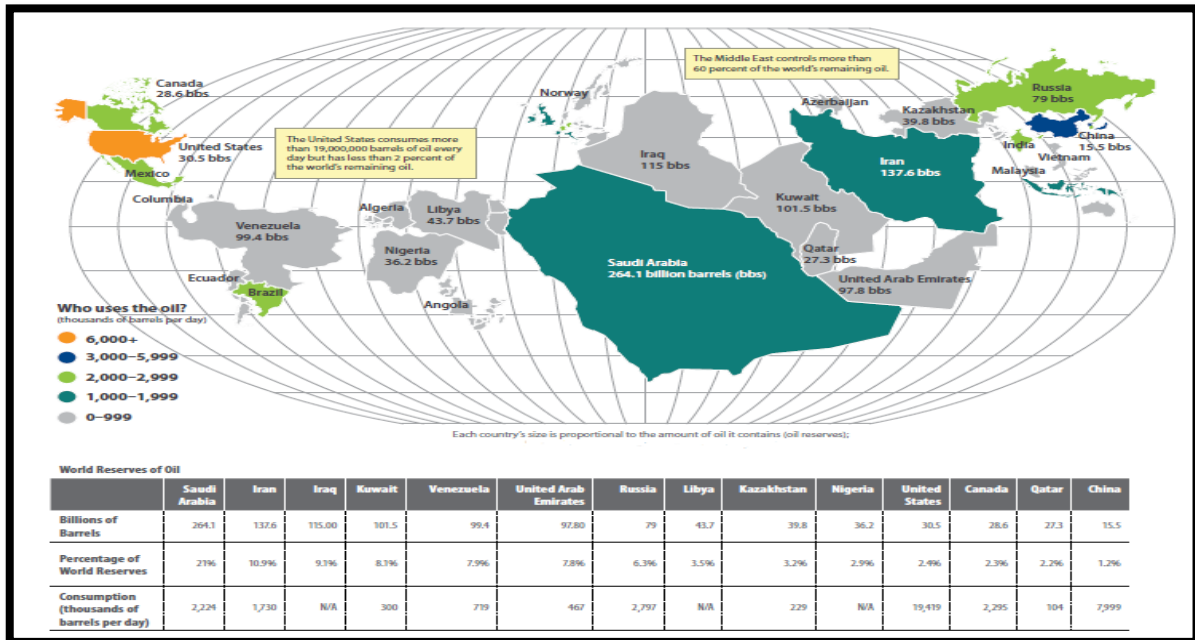 The Middle East controls more than
60 percent of the world's remaining oil.
Canada
28.6 bbs
Norway
Azerbaijan
Kazakhstan
39.8 bbs
Russia
79 bbs
The United States consumes more
than 19,000,000 barrels of oil every
day but has less than 2 percent of
the world's remaining oil.
United States
30.5 bbs
Iraq
115 bbs
Iran
137.6 bbs
India
China
15.5 bbs
Vietnam
Malaysia
Mexico
Columbia
Venezuela
99.4 bbs
Algeria
Libya
43.7 bbs
Kuwait
101.5 bbs
Nigeria
36.2 bbs
Saudi Arabia
264.1 billion barrels (bbs)
Qatar
27.3 bbs
United Arab Emirates
97.8 bbs
Ecuador
Brazil
Angola
Who uses the oil?
(thousands of barrels per day)
6,000+
3,000–5,999
2,000–2,999
1,000–1,999
0–999
Each country's size is proportional to the amount of oil it contains (oil reserves);
World Reserves of Oil
Saudi Arabia Iran Iraq Kuwait Venezuela United Arab Emirates Russia Libya Kazakhstan Nigeria United States Canada Qatar China
Billions of Barrels 264.1 137.6 115.00 101.5 99.4 97.80 79 43.7 39.8 36.2 30.5 28.6 27.3 15.5
Percentage of World Reserves 21% 10.9% 9.1% 8.1% 7.9% 7.8% 6.3% 3.5% 3.2% 2.9% 2.4% 2.3% 2.2% 1.2%
Consumption (thousands of barrels per day) 2,224 1,730 N/A 300 719 467 2,797 N/A 229 N/A 19,419 2,295 104 7,999